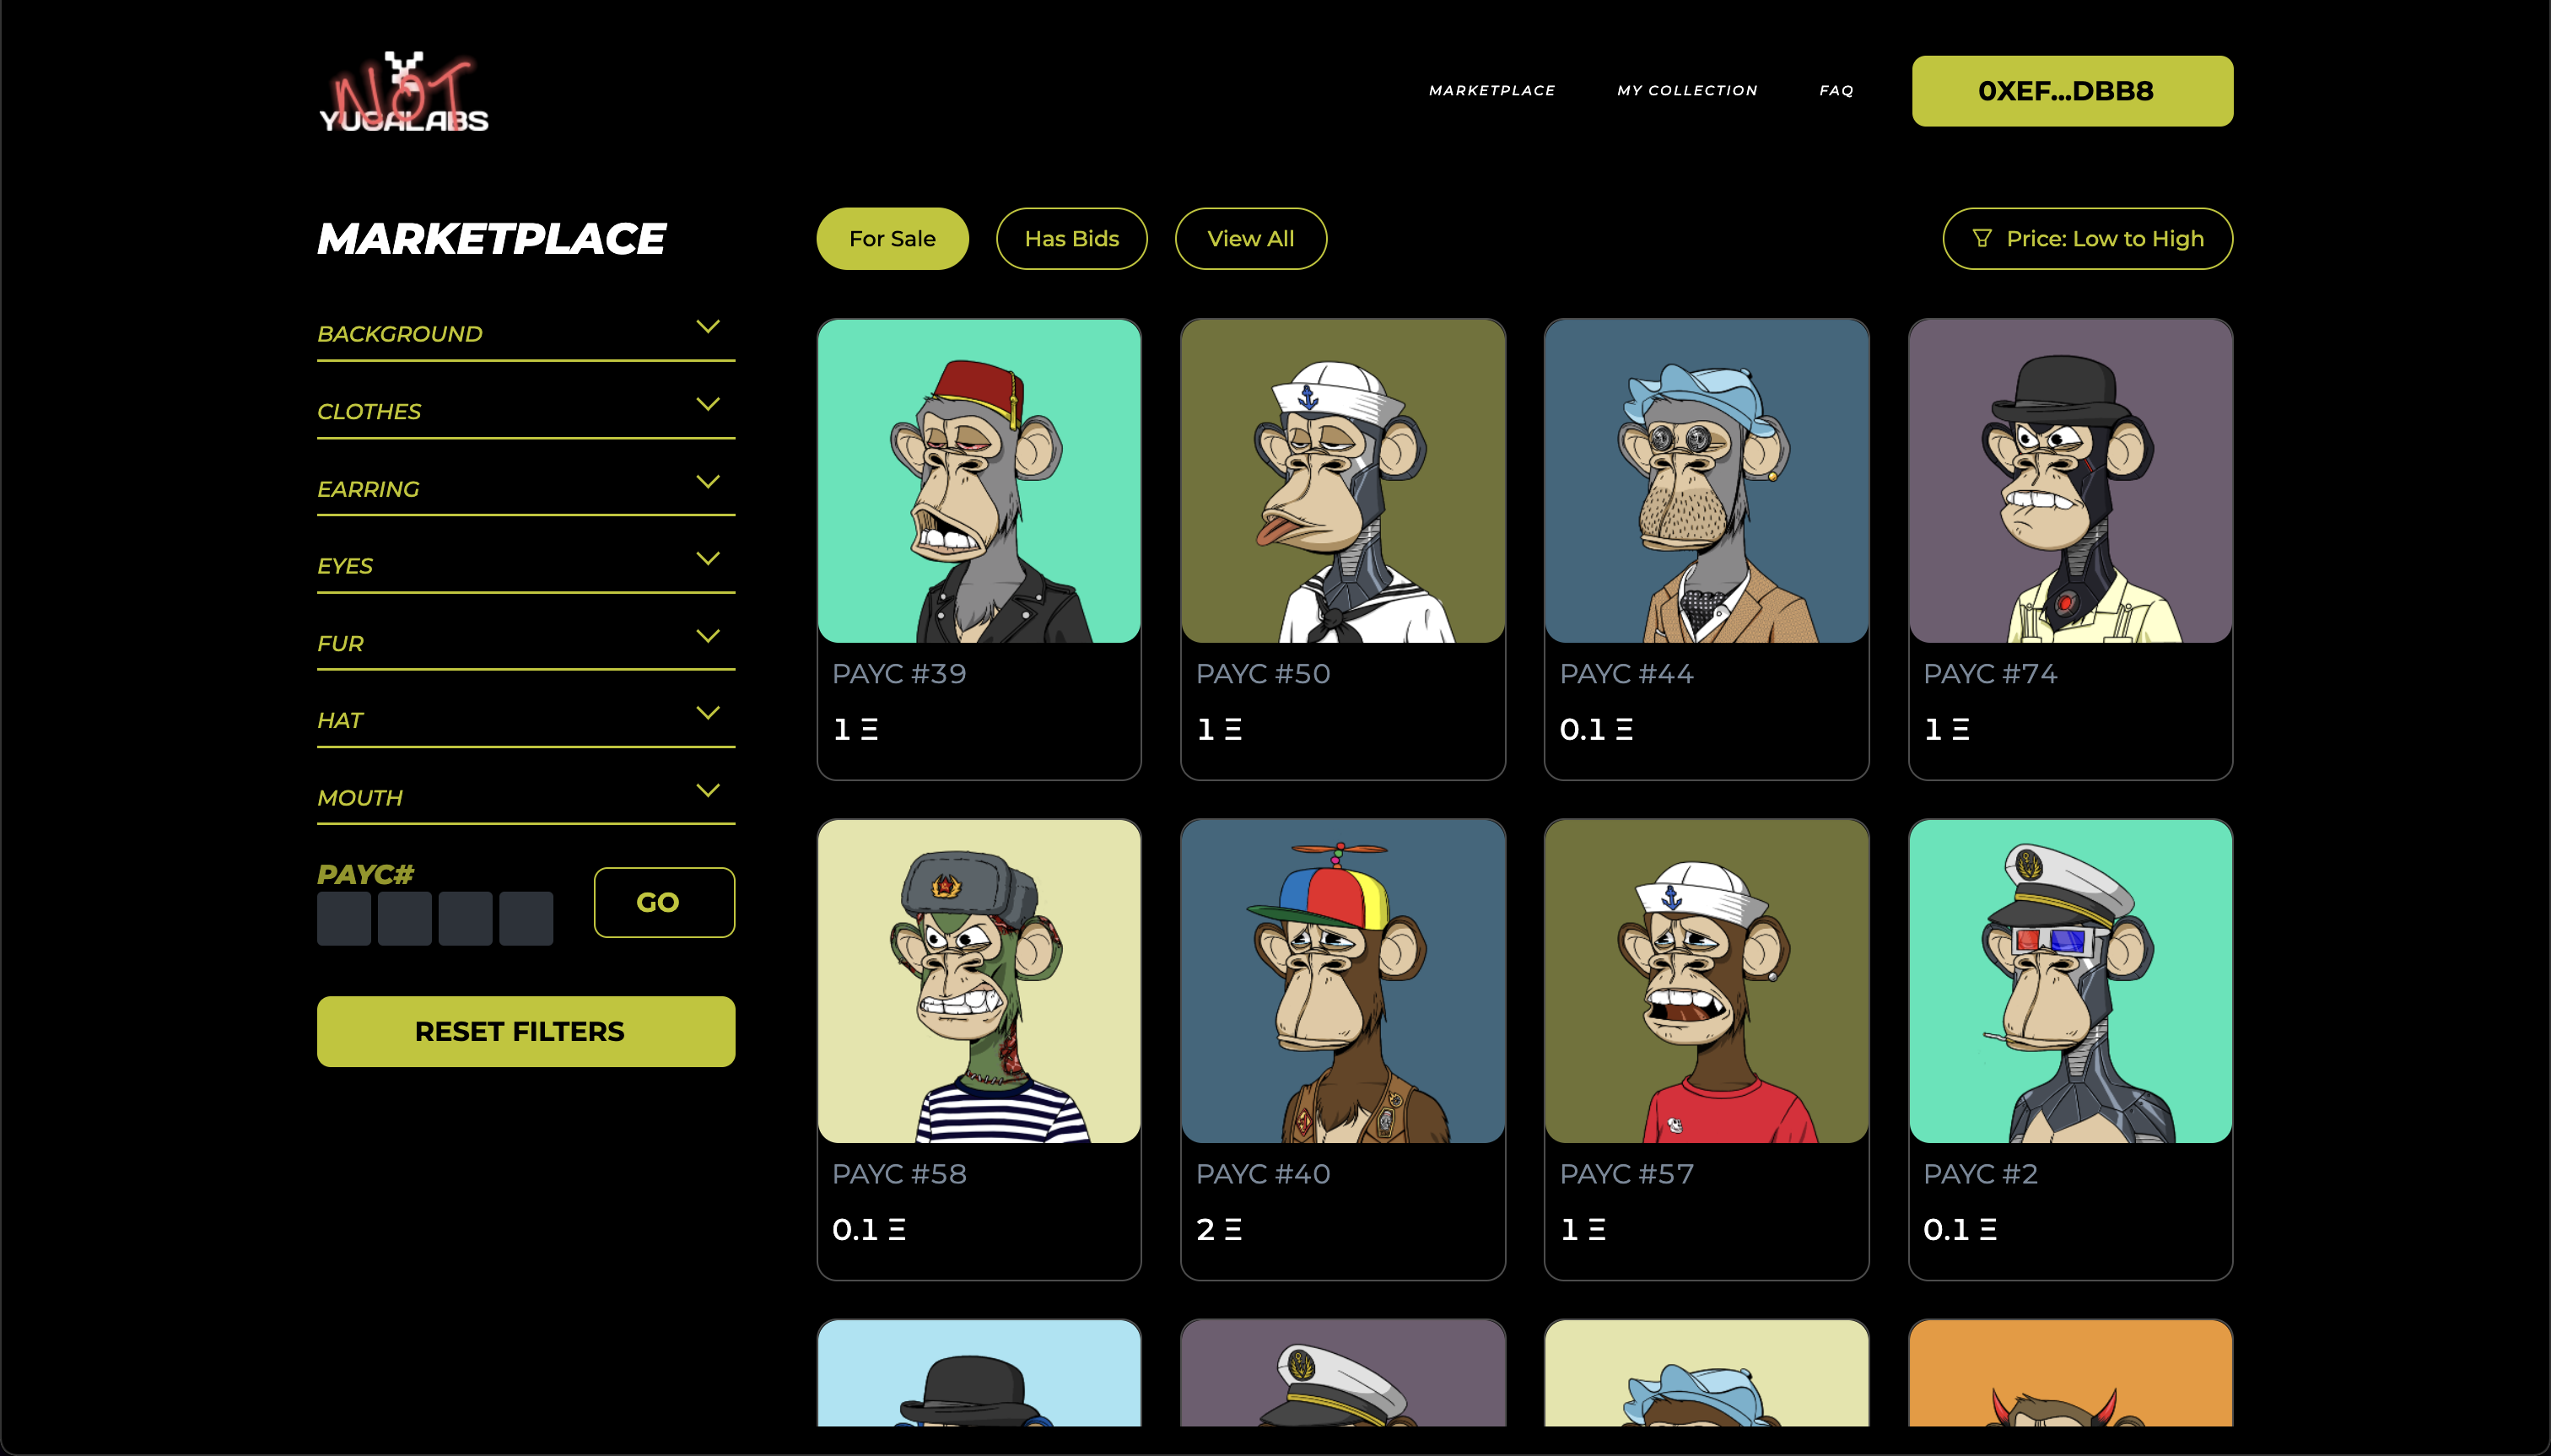 NOT
YUGALABS
MARKETPLACE
MY COLLECTION
FAQ
0XEF...DBB8
MARKETPLACE
For Sale
Has Bids
View All
Price: Low to High
BACKGROUND
CLOTHES
EARRING
EYES
FUR
HAT
MOUTH
PAYC#
GO
RESET FILTERS
PAYC #39
1 Ξ
PAYC #50
1 Ξ
PAYC #44
0.1 Ξ
PAYC #74
1 Ξ
PAYC #58
0.1 Ξ
PAYC #40
2 Ξ
PAYC #57
1 Ξ
PAYC #2
0.1 Ξ